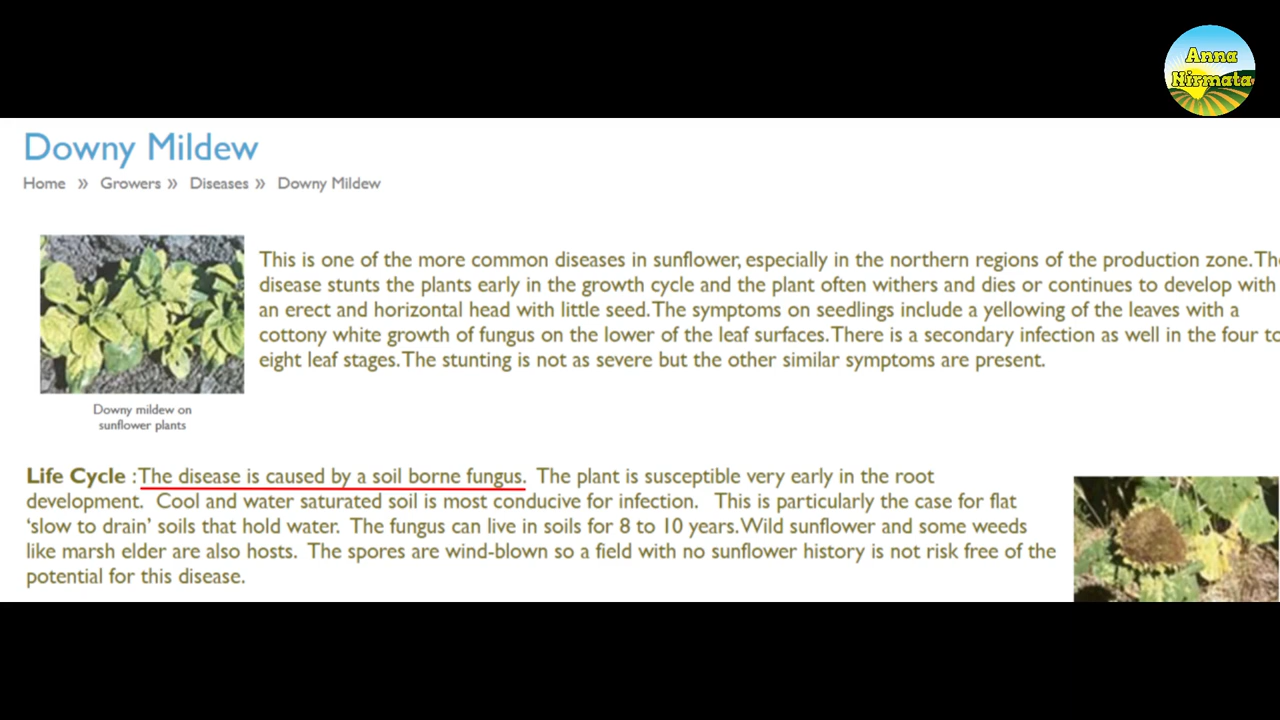 Anna
Nirmata
Downy Mildew
Home » Growers » Diseases » Downy Mildew
This is one of the more common diseases in sunflower, especially in the northern regions of the production zone.
disease stunts the plants early in the growth cycle and the plant often withers and dies or continues to develop with
an erect and horizontal head with little seed. The symptoms on seedlings include a yellowing of the leaves with a
cottony white growth of fungus on the lower of the leaf surfaces. There is a secondary infection as well in the four to
eight leaf stages. The stunting is not as severe but the other similar symptoms are present.
Downy mildew on
sunflower plants
Life Cycle : The disease is caused by a soil borne fungus. The plant is susceptible very early in the root
development. Cool and water saturated soil is most conducive for infection. This is particularly the case for flat
‘slow to drain’ soils that hold water. The fungus can live in soils for 8 to 10 years. Wild sunflower and some weeds
like marsh elder are also hosts. The spores are wind-blown so a field with no sunflower history is not risk free of the
potential for this disease.